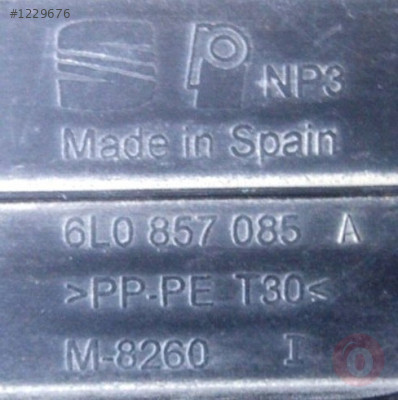 #1229676
NP3
Made in Spain
6L0 857 085 A
>PP-PE T30<
M-8260 I